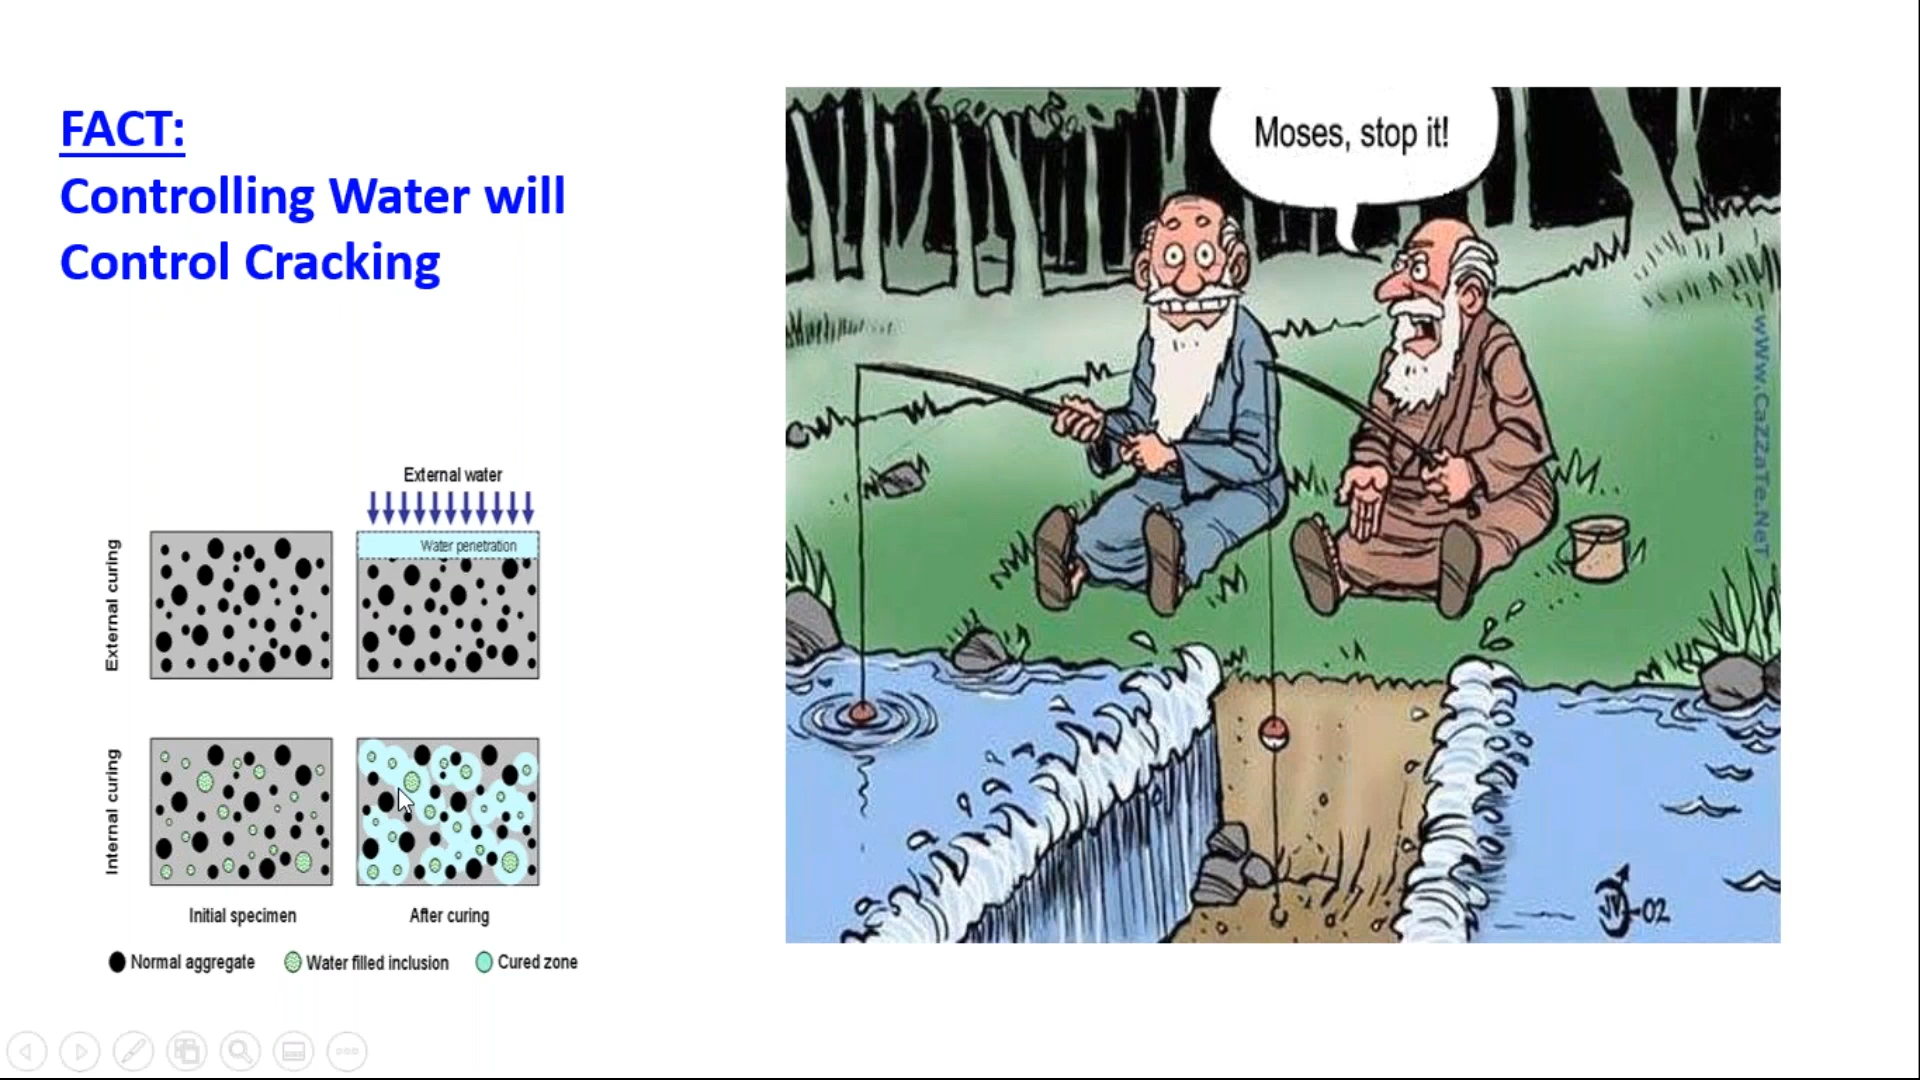 FACT:
Controlling Water will
Control Cracking
External water
Water penetration
External curing
Internal curing
Initial specimen
After curing
Normal aggregate
Water filled inclusion
Cured zone
Moses, stop it!
www.CaZZaTe.NeT
-02